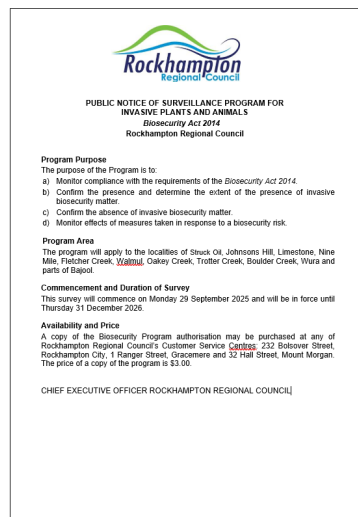 Rockhampton
Regional Council
PUBLIC NOTICE OF SURVEILLANCE PROGRAM FOR
INVASIVE PLANTS AND ANIMALS
Biosecurity Act 2014
Rockhampton Regional Council
Program Purpose
The purpose of the Program is to:
a) Monitor compliance with the requirements of the Biosecurity Act 2014.
b) Confirm the presence and determine the extent of the presence of invasive
biosecurity matter.
c) Confirm the absence of invasive biosecurity matter.
d) Monitor effects of measures taken in response to a biosecurity risk.
Program Area
The program will apply to the localities of Struck Oil, Johnsons Hill, Limestone, Nine
Mile, Fletcher Creek, Walmul, Oakey Creek, Trotter Creek, Boulder Creek, Wura and
parts of Bajool.
Commencement and Duration of Survey
This survey will commence on Monday 29 September 2025 and will be in force until
Thursday 31 December 2026.
Availability and Price
A copy of the Biosecurity Program authorisation may be purchased at any of
Rockhampton Regional Council's Customer Service Centres: 232 Bolsover Street,
Rockhampton City, 1 Ranger Street, Gracemere and 32 Hall Street, Mount Morgan.
The price of a copy of the program is $3.00.
CHIEF EXECUTIVE OFFICER ROCKHAMPTON REGIONAL COUNCIL